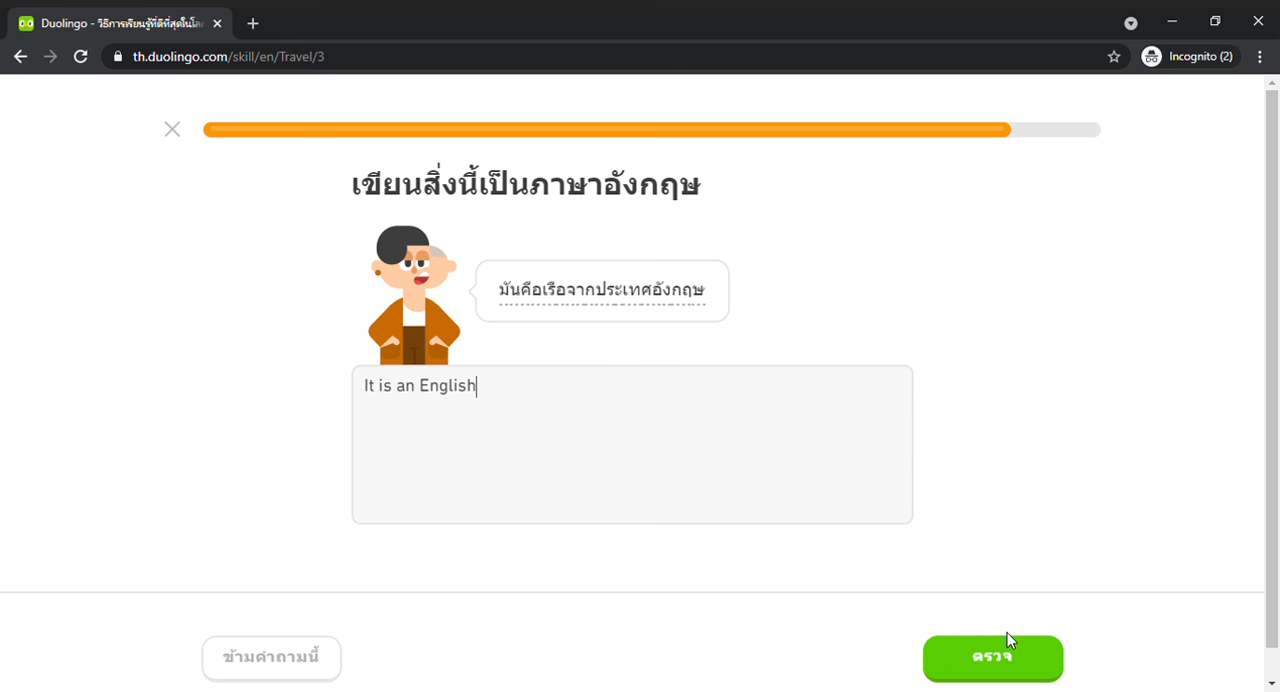 Duolingo - วิธีการเรียนรู้ที่ดีที่สุดในโล
th.duolingo.com/skill/en/Travel/3
Incognito (2)
เขียนสิ่งนี้เป็นภาษาอังกฤษ
มันคือเรือจากประเทศอังกฤษ
It is an English
ข้ามคำถามนี้
ตรวจ